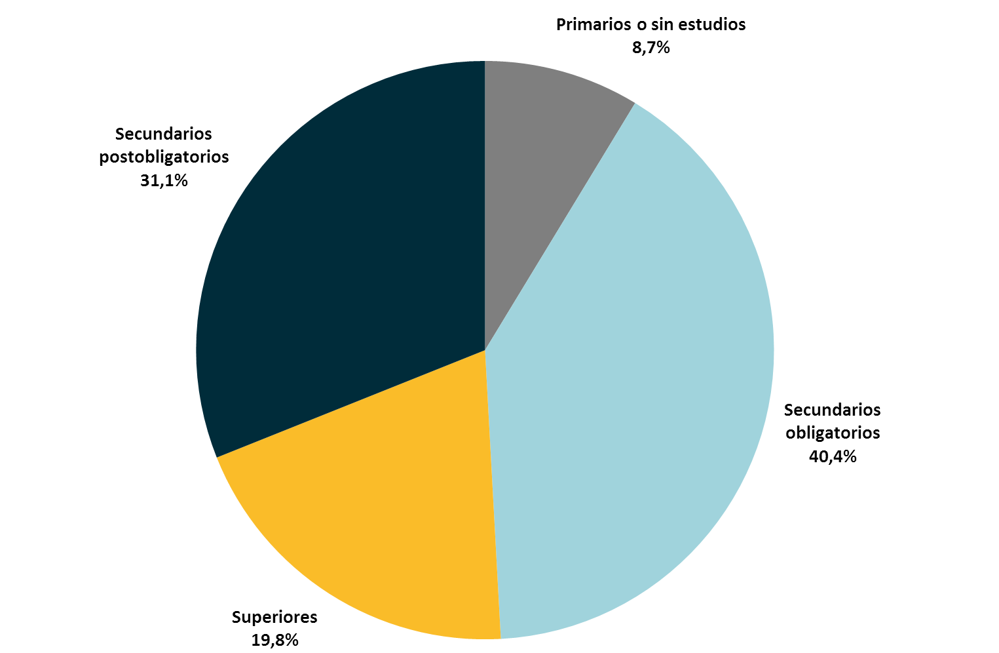 Primarios o sin estudios
8,7%
Secundarios
postobligatorios
31,1%
Secundarios
obligatorios
40,4%
Superiores
19,8%